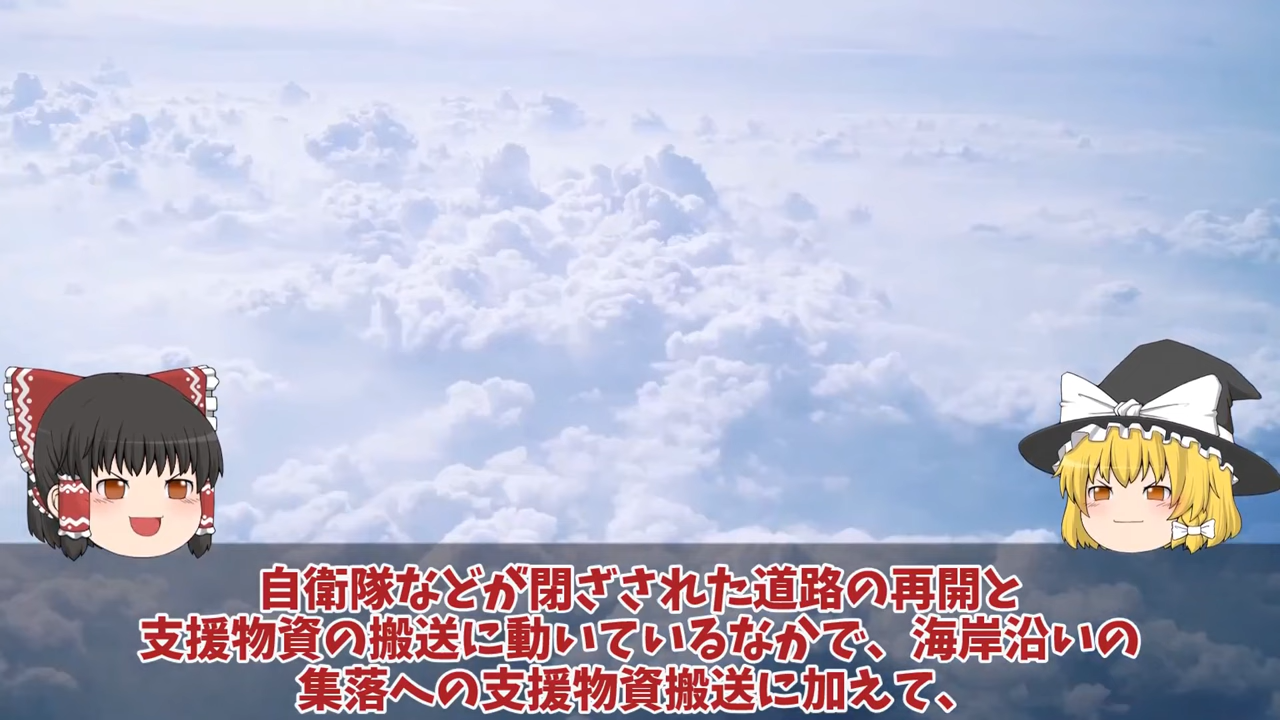 自衛隊などが閉ざされた道路の再開と
支援物資の搬送に動いているなかで、海岸沿いの
集落への支援物資搬送に加えて、